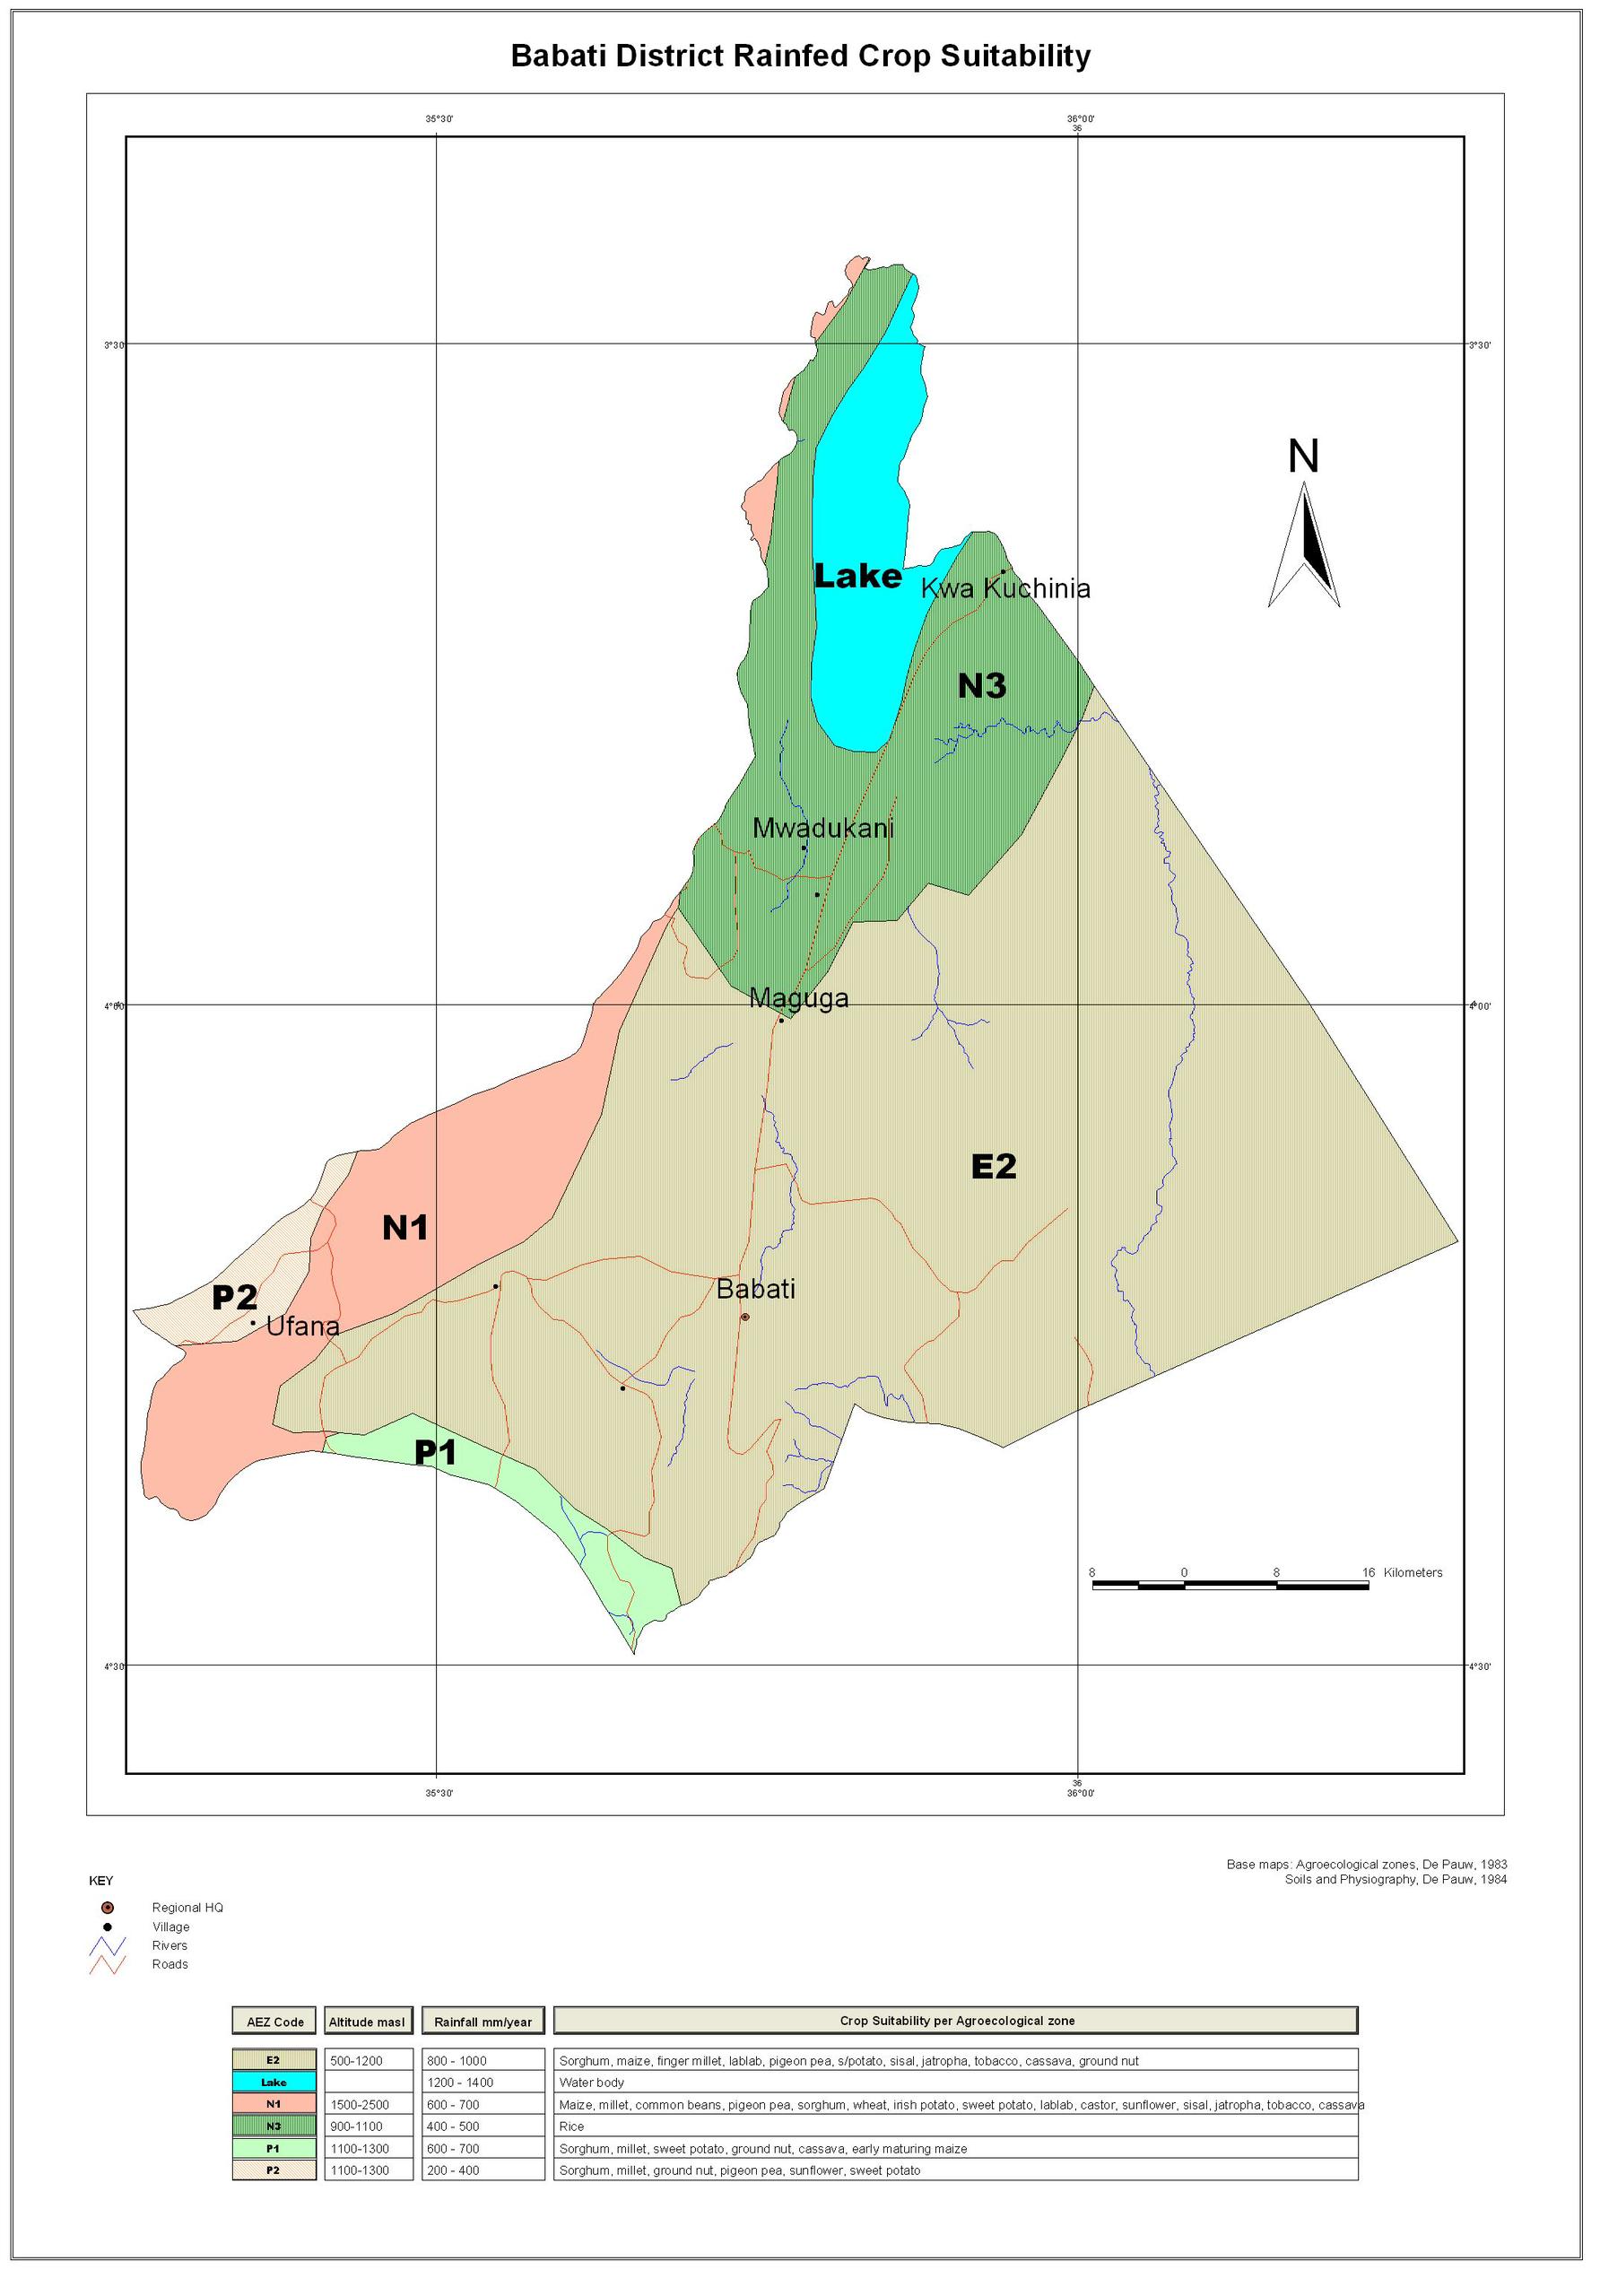 Babati District Rainfed Crop Suitability
35°30'
36°00'
36
3°30'
3°30'
N
Lake
Kwa Kuchinia
N3
Mwadukani
4°00'
Maguga
4°00'
E2
N1
P2
Ufana
Babati
P1
8 0 8 16 Kilometers
4°30'
4°30'
35°30'
36
36°00'
Base maps: Agroecological zones, De Pauw, 1983
Soils and Physiography, De Pauw, 1984
KEY
Regional HQ
Village
Rivers
Roads
AEZ Code Altitude masl Rainfall mm/year Crop Suitability per Agroecological zone
E2 500-1200 800 - 1000 Sorghum, maize, finger millet, lablab, pigeon pea, s/potato, sisal, jatropha, tobacco, cassava, ground nut
Lake 1200 - 1400 Water body
N1 1500-2500 600 - 700 Maize, millet, common beans, pigeon pea, sorghum, wheat, irish potato, sweet potato, lablab, castor, sunflower, sisal, jatropha, tobacco, cassava
N3 900-1100 400 - 500 Rice
P1 1100-1300 600 - 700 Sorghum, millet, sweet potato, ground nut, cassava, early maturing maize
P2 1100-1300 200 - 400 Sorghum, millet, ground nut, pigeon pea, sunflower, sweet potato